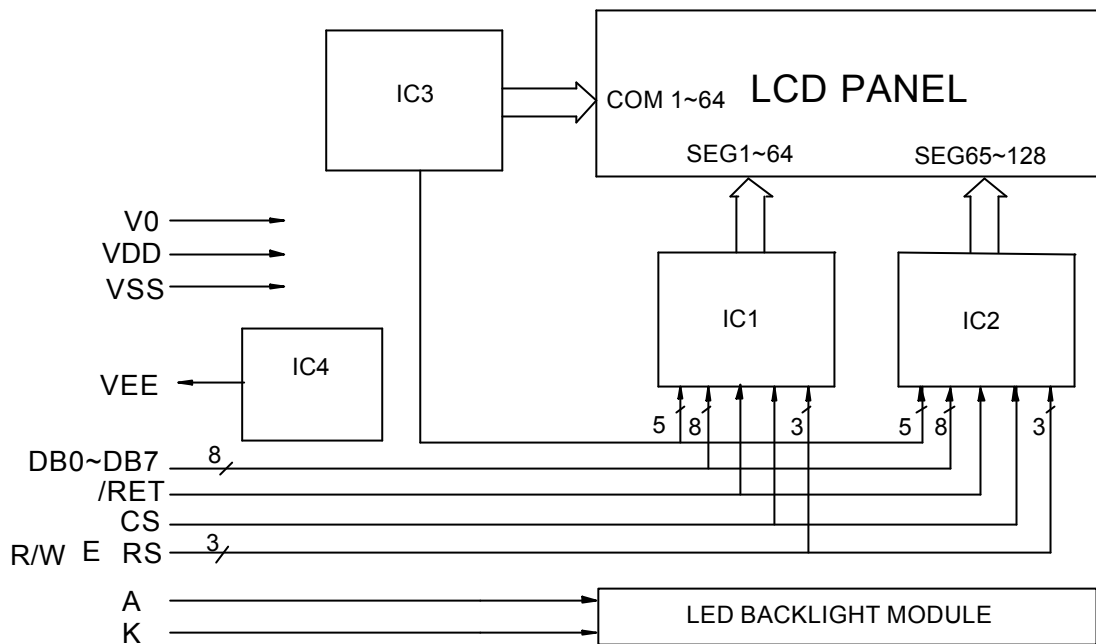 IC3
LCD PANEL
COM 1~64
SEG1~64
SEG65~128
V0
VDD
VSS
IC1
IC2
IC4
VEE
5
8
3
5
8
3
DB0~DB7
8
/RET
CS
R/W E RS
3
A
K
LED BACKLIGHT MODULE